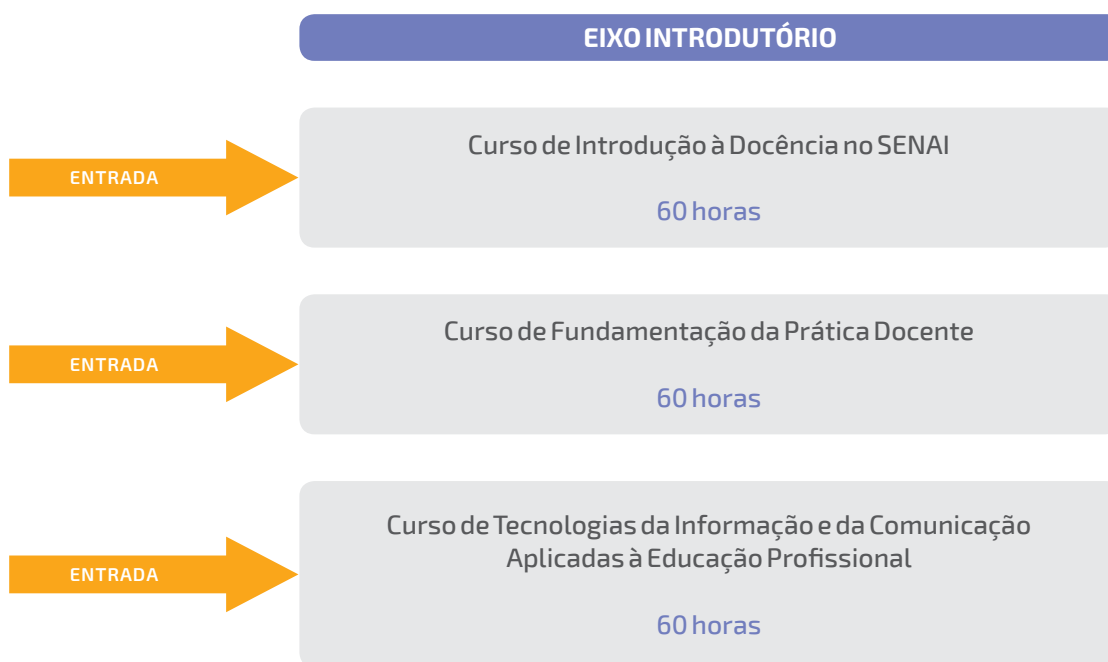 EIXO INTRODUTÓRIO
ENTRADA
Curso de Introdução à Docência no SENAI
60 horas
ENTRADA
Curso de Fundamentação da Prática Docente
60 horas
ENTRADA
Curso de Tecnologias da Informação e da Comunicação
Aplicadas à Educação Profissional
60 horas